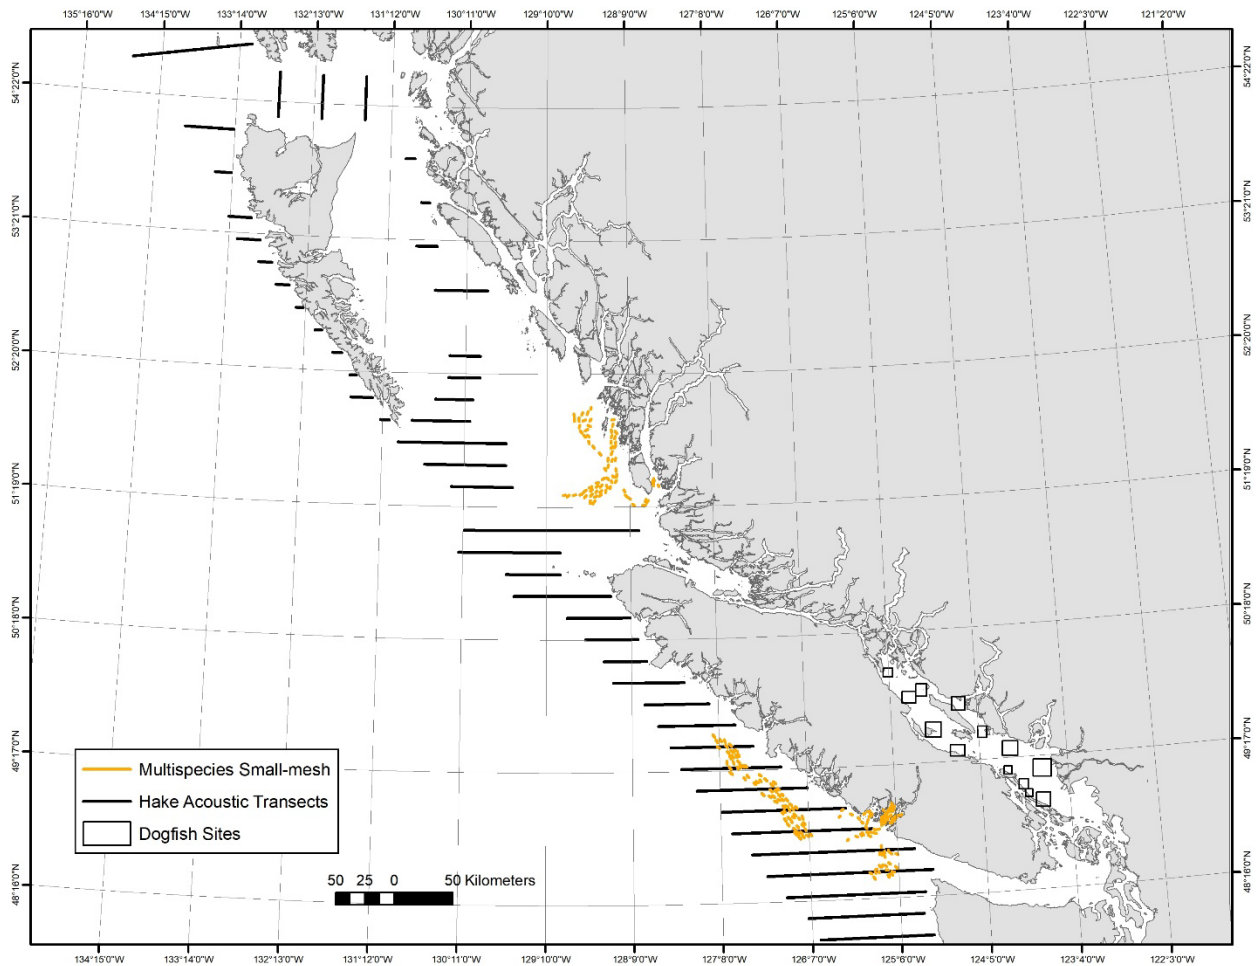 135°16'0"W 134°15'0"W 133°14'0"W 132°13'0"W 131°12'0"W 130°11'0"W 129°10'0"W 128°9'0"W 127°8'0"W 126°7'0"W 125°6'0"W 124°5'0"W 123°4'0"W 122°3'0"W 121°2'0"W
54°22'0"N 54°22'0"N
53°21'0"N 53°21'0"N
52°20'0"N 52°20'0"N
51°19'0"N 51°19'0"N
50°18'0"N 50°18'0"N
49°17'0"N 49°17'0"N
Multispecies Small-mesh
Hake Acoustic Transects
Dogfish Sites
48°16'0"N 48°16'0"N
50 25 0 50 Kilometers
134°15'0"W 133°14'0"W 132°13'0"W 131°12'0"W 130°11'0"W 129°10'0"W 128°9'0"W 127°8'0"W 126°7'0"W 125°6'0"W 124°5'0"W 123°4'0"W 122°3'0"W